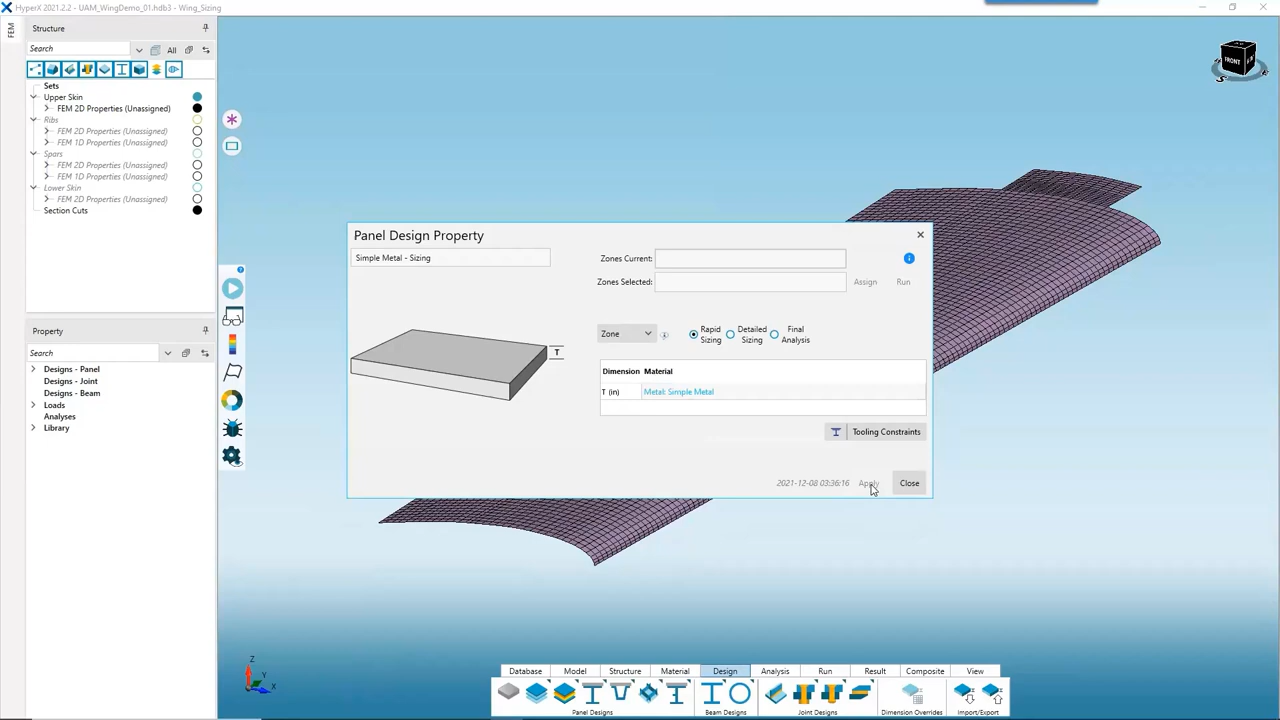 HyperX 2021.2.2 - UAM_WingDemo_01.hdb3 - Wing_Sizing
FEM
Structure
Search
All
Sets
Upper Skin
FEM 2D Properties (Unassigned)
Ribs
FEM 2D Properties (Unassigned)
FEM 1D Properties (Unassigned)
Spars
FEM 2D Properties (Unassigned)
FEM 1D Properties (Unassigned)
Lower Skin
FEM 2D Properties (Unassigned)
Section Cuts
Property
Search
Designs - Panel
Designs - Joint
Designs - Beam
Loads
Analyses
Library
FRONT
Panel Design Property
Simple Metal - Sizing
Zones Current:
Zones Selected:
Assign
Run
Zone
Rapid Sizing
Detailed Sizing
Final Analysis
T
Dimension Material
T (in) Metal: Simple Metal
Tooling Constraints
2021-12-08 03:36:16
Apply
Close
Z
Y
X
Database Model Structure Material Design Analysis Run Result Composite View
Panel Designs Beam Designs Joint Designs Dimension Overrides Import/Export